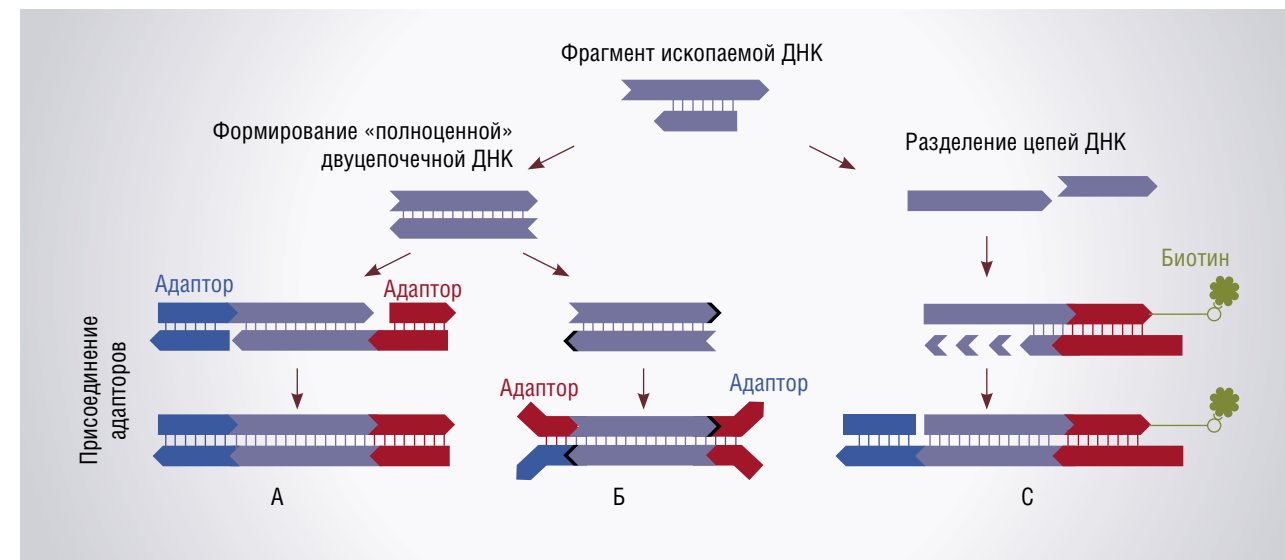 Фрагмент ископаемой ДНК
Формирование «полноценной»
двуцепочечной ДНК
Разделение цепей ДНК
Биотин
Адаптор
Адаптор
Присоединение
адапторов
Адаптор
Адаптор
А
Б
С